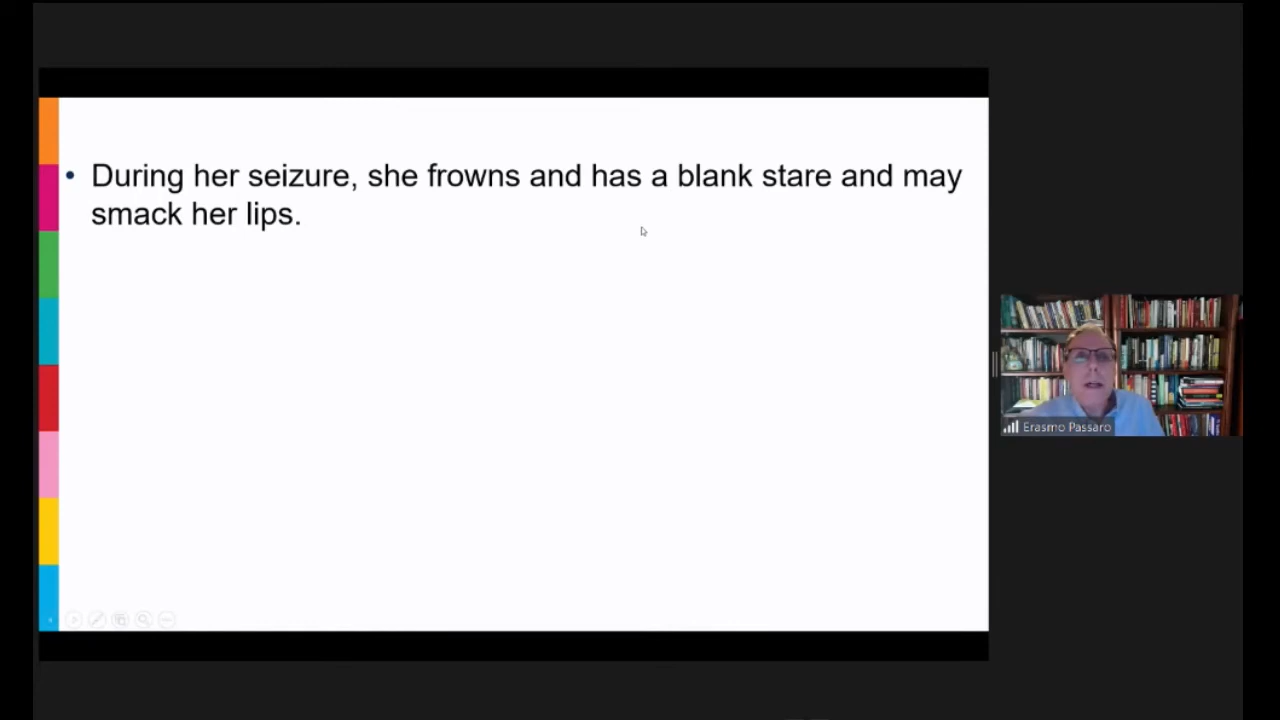 • During her seizure, she frowns and has a blank stare and may
smack her lips.
Erasmo Passaro